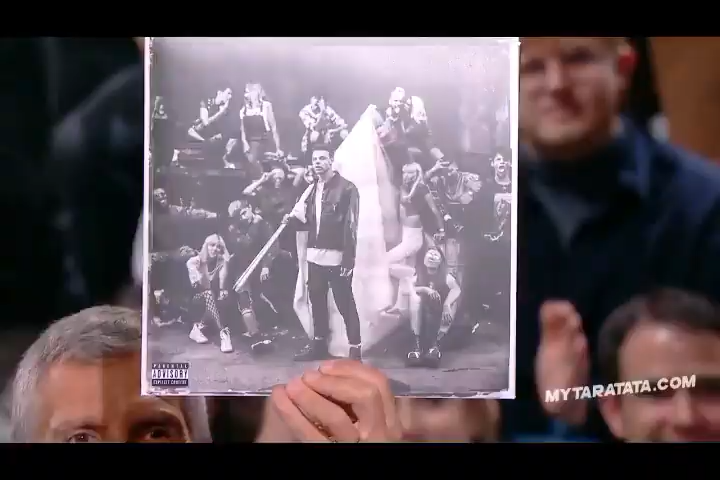 PARENTAL
ADVISORY
EXPLICIT CONTENT
MYTARATATA.COM